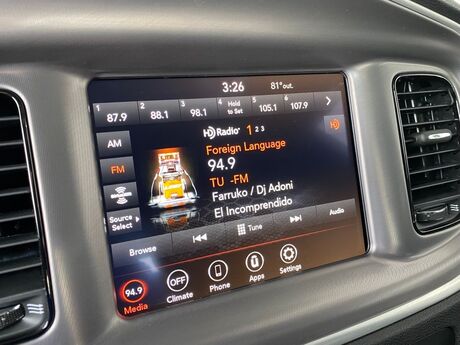 3:26 81° out.
1 2 3 4 5 6
87.9 88.1 98.1 Hold to Set 105.1 107.9
AM
HD Radio 1 2 3
HD
Foreign Language
FM
94.9
TU -FM
Farruko / Dj Adoni
El Incomprendido
Source
Select
Browse
Tune
Audio
94.9
OFF
Media
Climate
Phone
Apps
Settings